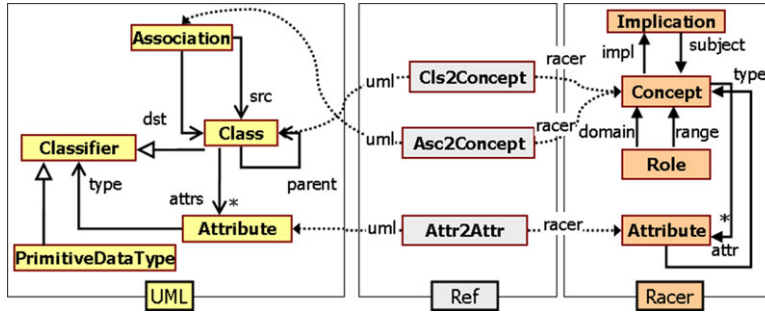 Association
src
dst
Class
Classifier
type
attrs
*
parent
Attribute
PrimitiveDataType
UML
uml
Cls2Concept
racer
uml
Asc2Concept
racer
uml
Attr2Attr
racer
Ref
Implication
impl
subject
type
Concept
domain
range
Role
*
Attribute
attr
Racer